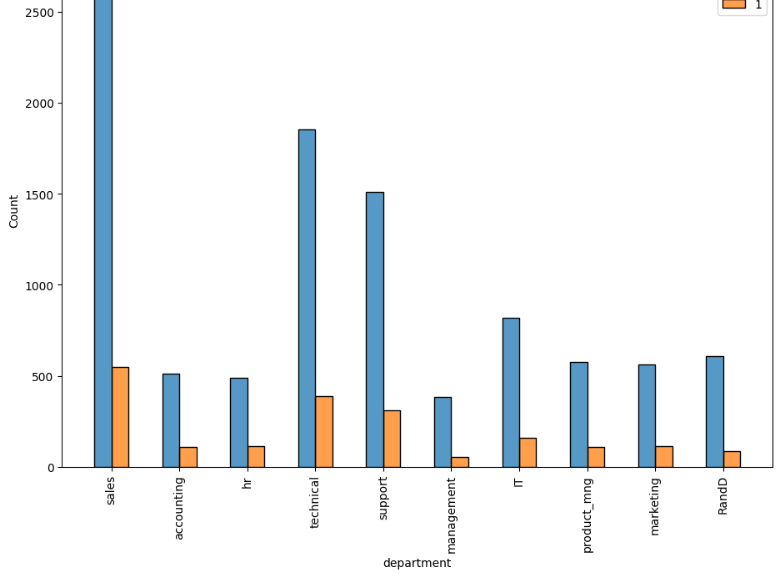 2500
1
2000
1500
1000
500
0
Count
sales
accounting
hr
technical
support
management
IT
product_mng
marketing
RandD
department